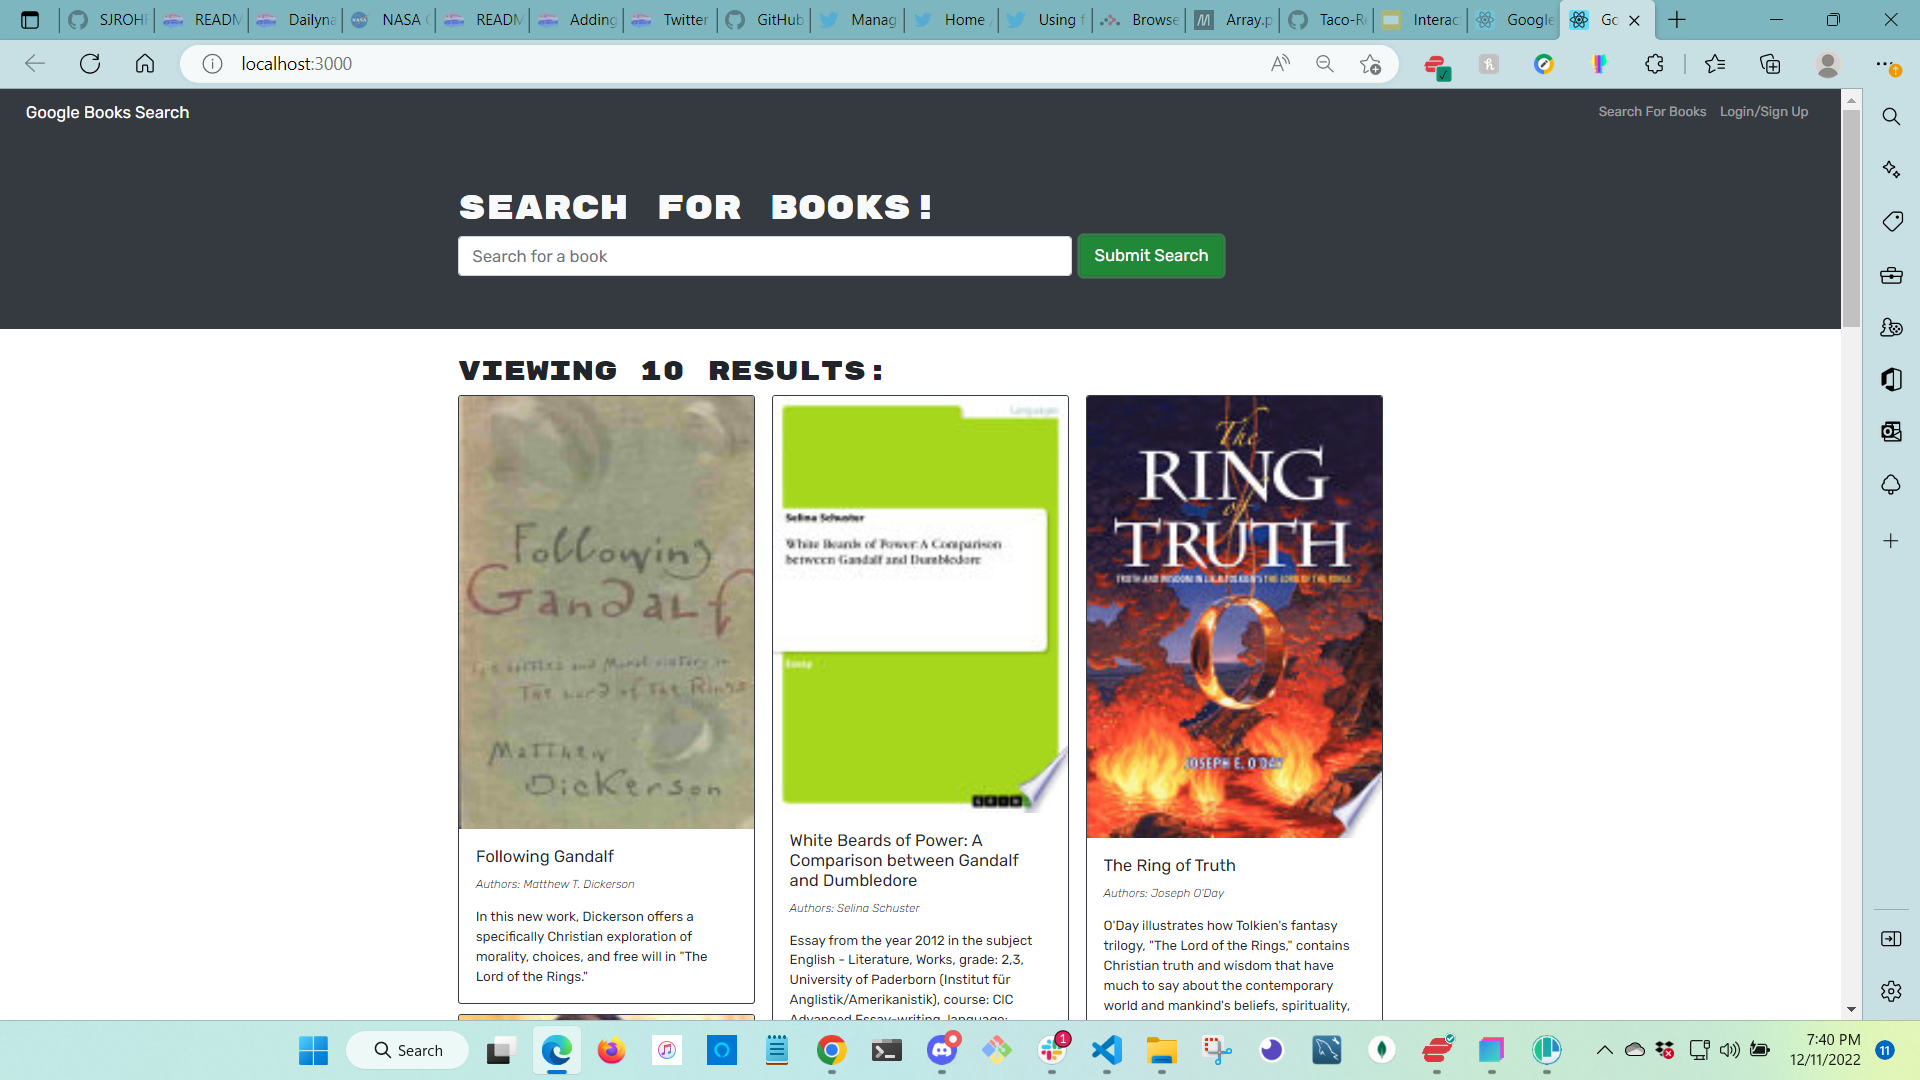 SJROHR
READM
Dailyna
NASA
READM
Adding
Twitter
GitHub
Manag
Home
Using f
Browse
Array.p
Taco-Re
Interac
Google
Go
localhost:3000
Google Books Search
Search For Books
Login/Sign Up
SEARCH FOR BOOKS!
Search for a book
Submit Search
VIEWING 10 RESULTS:
Following
Gandalf
The Lord of The Rings
Matthew
Dickerson
Following Gandalf
Authors: Matthew T. Dickerson
In this new work, Dickerson offers a
specifically Christian exploration of
morality, choices, and free will in "The
Lord of the Rings."
Languages
Selina Schuster
White Beards of Power: A Comparison
between Gandalf and Dumbledore
Essay
GRIN
White Beards of Power: A
Comparison between Gandalf
and Dumbledore
Authors: Selina Schuster
Essay from the year 2012 in the subject
English - Literature, Works, grade: 2,3,
University of Paderborn (Institut für
Anglistik/Amerikanistik), course: CIC
Advanced Essay-writing, language:
The
RING
of
TRUTH
TRUTH AND WISDOM IN J.R.R. TOLKIEN'S THE LORD OF THE RINGS
JOSEPH E. O'DAY
The Ring of Truth
Authors: Joseph O'Day
O'Day illustrates how Tolkien's fantasy
trilogy, "The Lord of the Rings," contains
Christian truth and wisdom that have
much to say about the contemporary
world and mankind's beliefs, spirituality,
Search
1
7:40 PM
12/11/2022
11